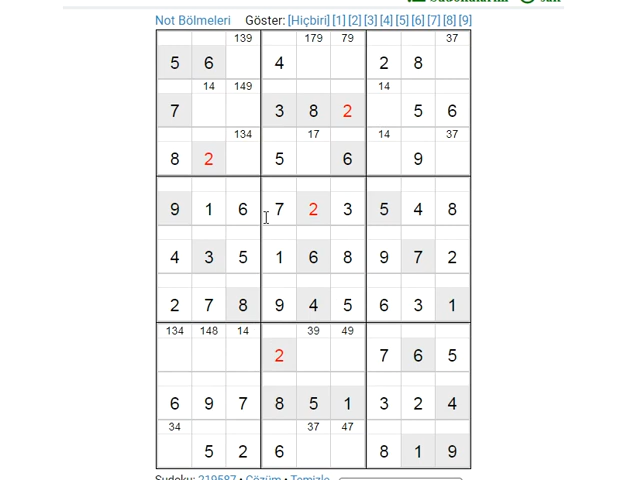 Not Bölmeleri Göster: [Hiçbiri] [1] [2] [3] [4] [5] [6] [7] [8] [9]
139 179 79 37
5 6 4 2 8
14 149 14
7 3 8 2 5 6
134 17 14 37
8 2 5 6 9
9 1 6 7 2 3 5 4 8
4 3 5 1 6 8 9 7 2
2 7 8 9 4 5 6 3 1
134 148 14 39 49
2 7 6 5
6 9 7 8 5 1 3 2 4
34 37 47
5 2 6 8 1 9
Sudoku: 219587 • Çözüm • Temizle